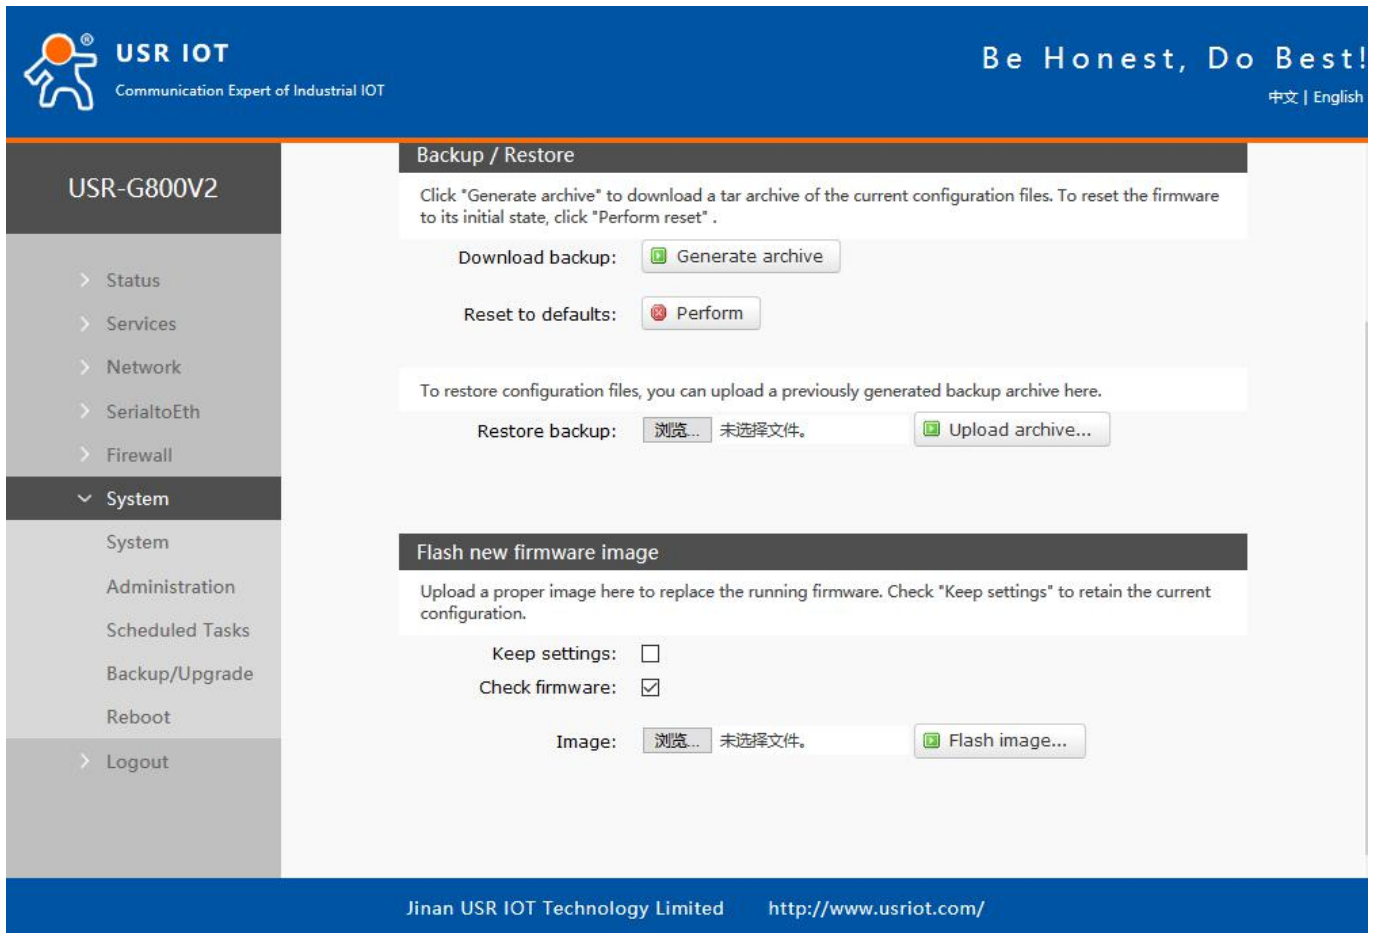 ®
USR IOT
Communication Expert of Industrial IOT
Be Honest, Do Best!
中文 | English
USR-G800V2
Status
Services
Network
SerialtoEth
Firewall
System
System
Administration
Scheduled Tasks
Backup/Upgrade
Reboot
Logout
Backup / Restore
Click "Generate archive" to download a tar archive of the current configuration files. To reset the firmware
to its initial state, click "Perform reset" .
Download backup: Generate archive
Reset to defaults: Perform
To restore configuration files, you can upload a previously generated backup archive here.
Restore backup: 浏览... 未选择文件。 Upload archive...
Flash new firmware image
Upload a proper image here to replace the running firmware. Check "Keep settings" to retain the current
configuration.
Keep settings:
Check firmware:
Image: 浏览... 未选择文件。 Flash image...
Jinan USR IOT Technology Limited http://www.usriot.com/